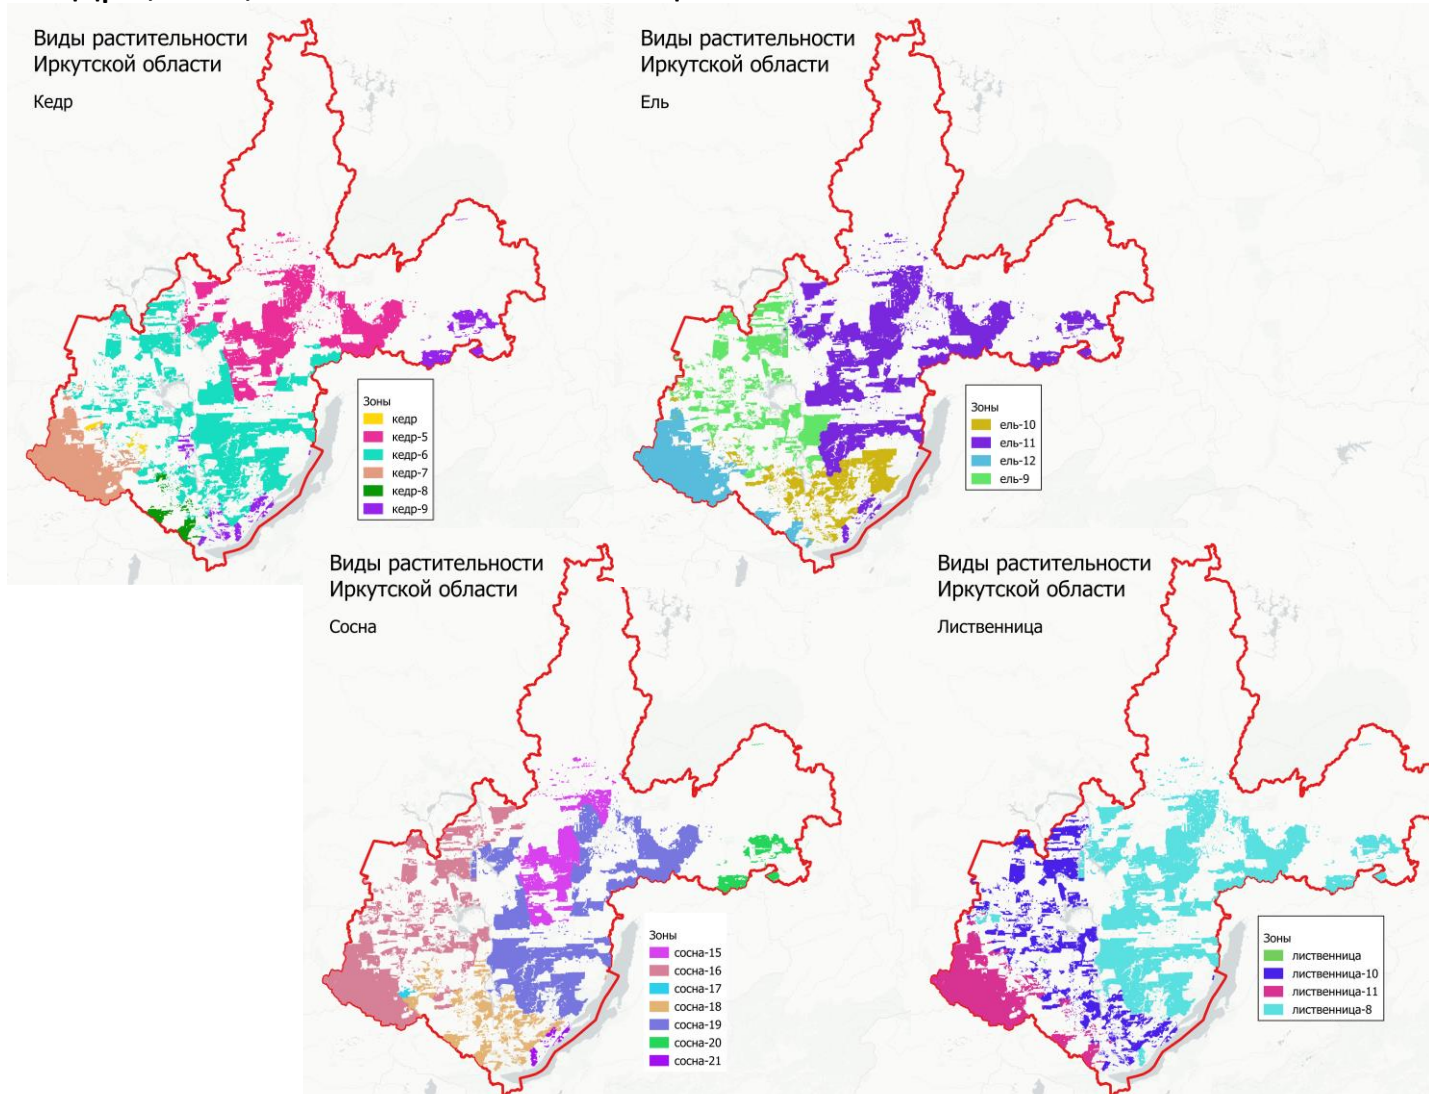 Виды растительности
Иркутской области
Кедр
Зоны
кедр
кедр-5
кедр-6
кедр-7
кедр-8
кедр-9
Виды растительности
Иркутской области
Ель
Зоны
ель-10
ель-11
ель-12
ель-9
Виды растительности
Иркутской области
Сосна
Зоны
сосна-15
сосна-16
сосна-17
сосна-18
сосна-19
сосна-20
сосна-21
Виды растительности
Иркутской области
Лиственница
Зоны
лиственница
лиственница-10
лиственница-11
лиственница-8